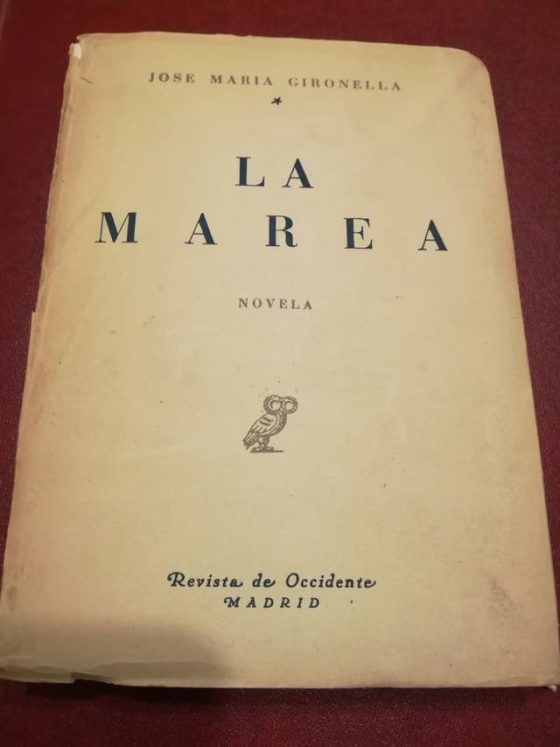 JOSE MARIA GIRONELLA
LA
MAREA
NOVELA
Revista de Occidente
MADRID